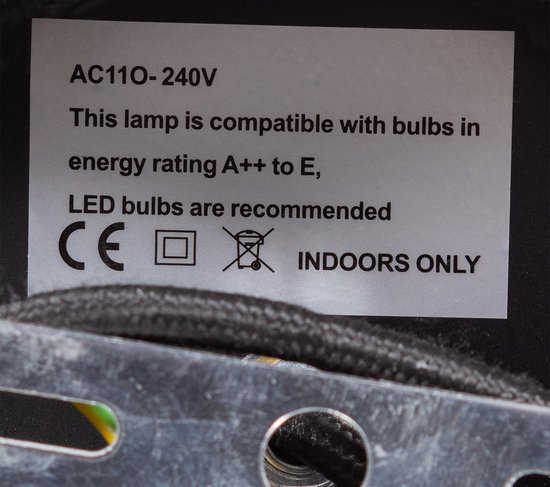 AC11O- 240V
This lamp is compatible with bulbs in
energy rating A++ to E,
LED bulbs are recommended
CE
INDOORS ONLY